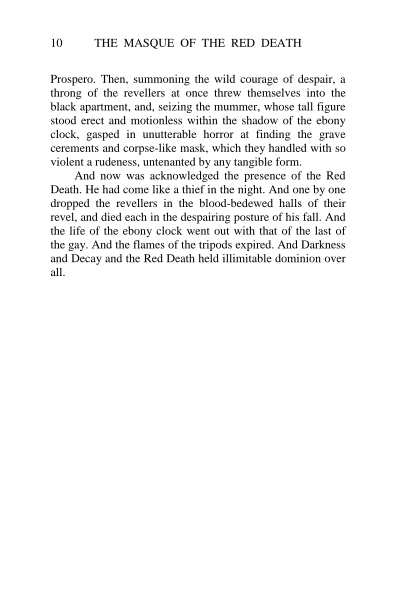 10 THE MASQUE OF THE RED DEATH
Prospero. Then, summoning the wild courage of despair, a
throng of the revellers at once threw themselves into the
black apartment, and, seizing the mummer, whose tall figure
stood erect and motionless within the shadow of the ebony
clock, gasped in unutterable horror at finding the grave
cerements and corpse-like mask, which they handled with so
violent a rudeness, untenanted by any tangible form.
And now was acknowledged the presence of the Red
Death. He had come like a thief in the night. And one by one
dropped the revellers in the blood-bedewed halls of their
revel, and died each in the despairing posture of his fall. And
the life of the ebony clock went out with that of the last of
the gay. And the flames of the tripods expired. And Darkness
and Decay and the Red Death held illimitable dominion over
all.